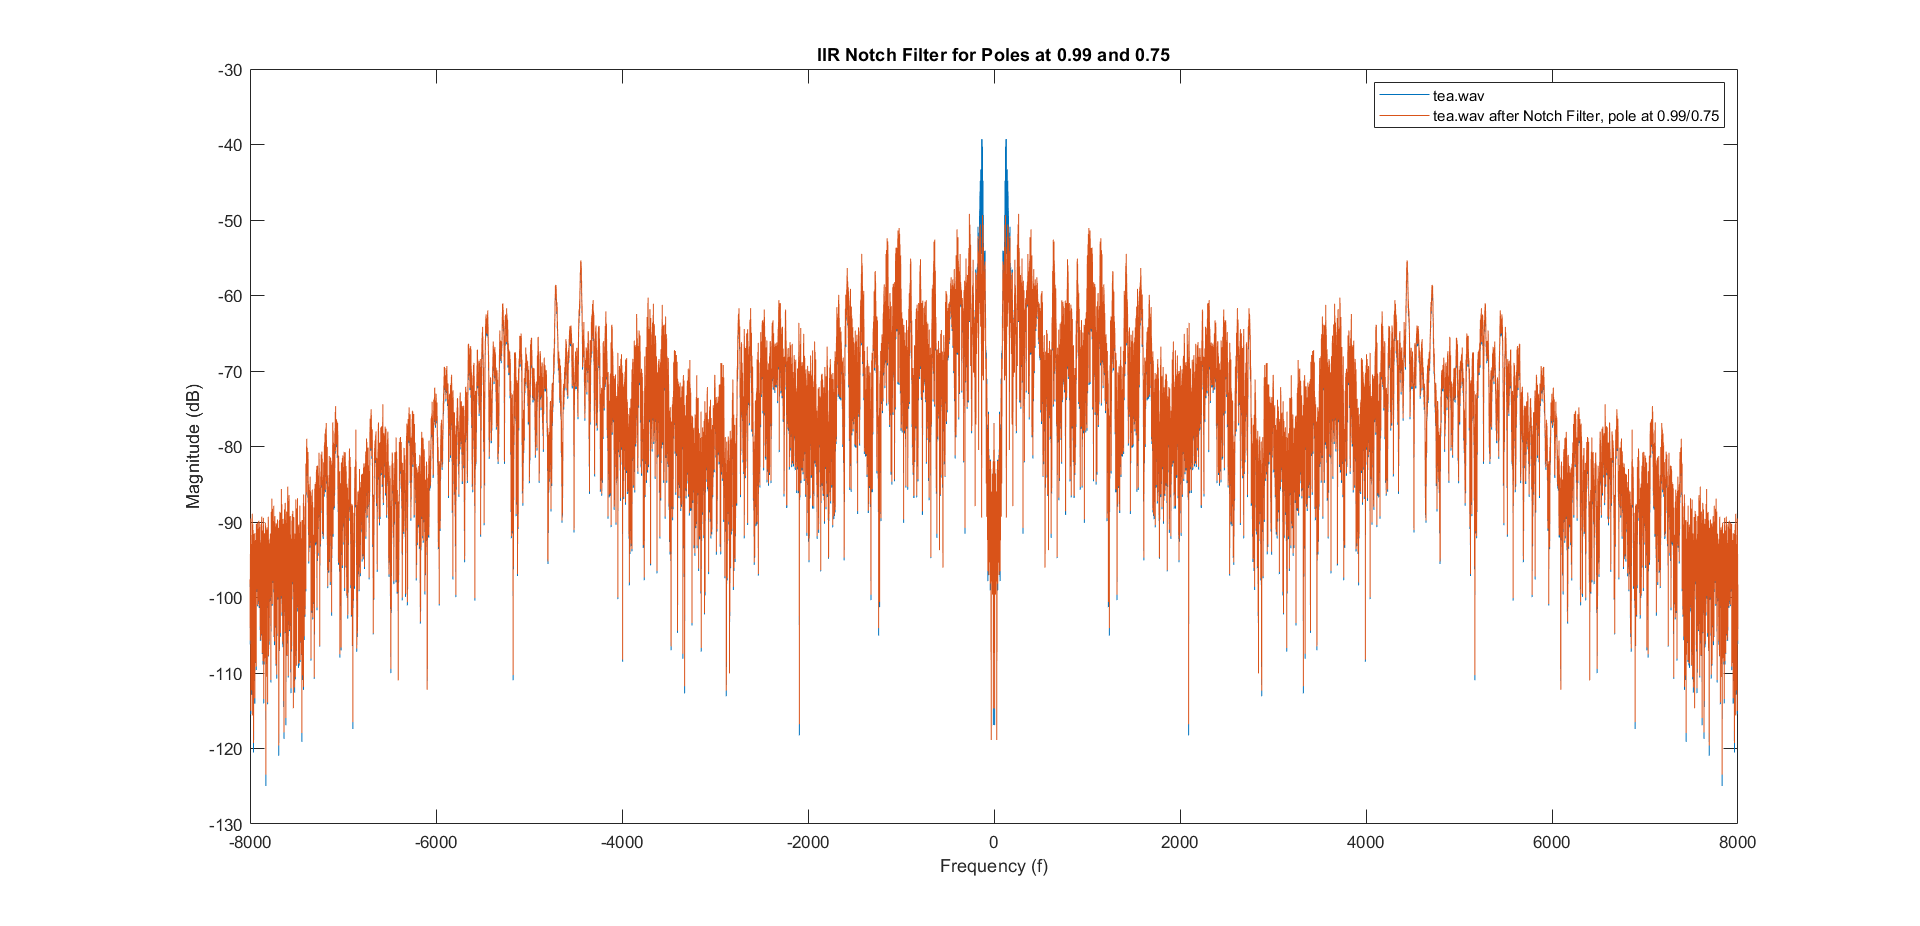 IIR Notch Filter for Poles at 0.99 and 0.75
-30
-40
-50
-60
-70
-80
-90
-100
-110
-120
-130
Magnitude (dB)
tea.wav
tea.wav after Notch Filter, pole at 0.99/0.75
-8000 -6000 -4000 -2000 0 2000 4000 6000 8000
Frequency (f)